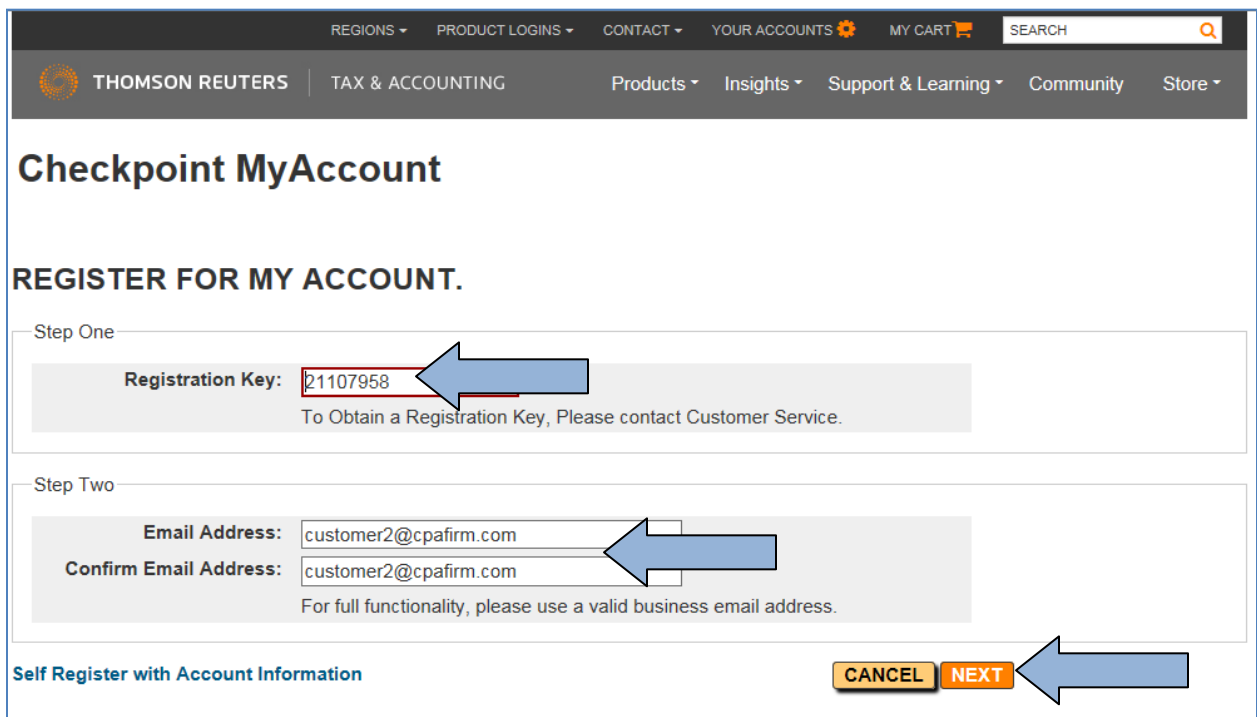 REGIONS PRODUCT LOGINS CONTACT YOUR ACCOUNTS MY CART SEARCH
THOMSON REUTERS TAX & ACCOUNTING Products Insights Support & Learning Community Store
Checkpoint MyAccount
REGISTER FOR MY ACCOUNT.
Step One
Registration Key: 21107958
To Obtain a Registration Key, Please contact Customer Service.
Step Two
Email Address: customer2@cpafirm.com
Confirm Email Address: customer2@cpafirm.com
For full functionality, please use a valid business email address.
Self Register with Account Information CANCEL NEXT